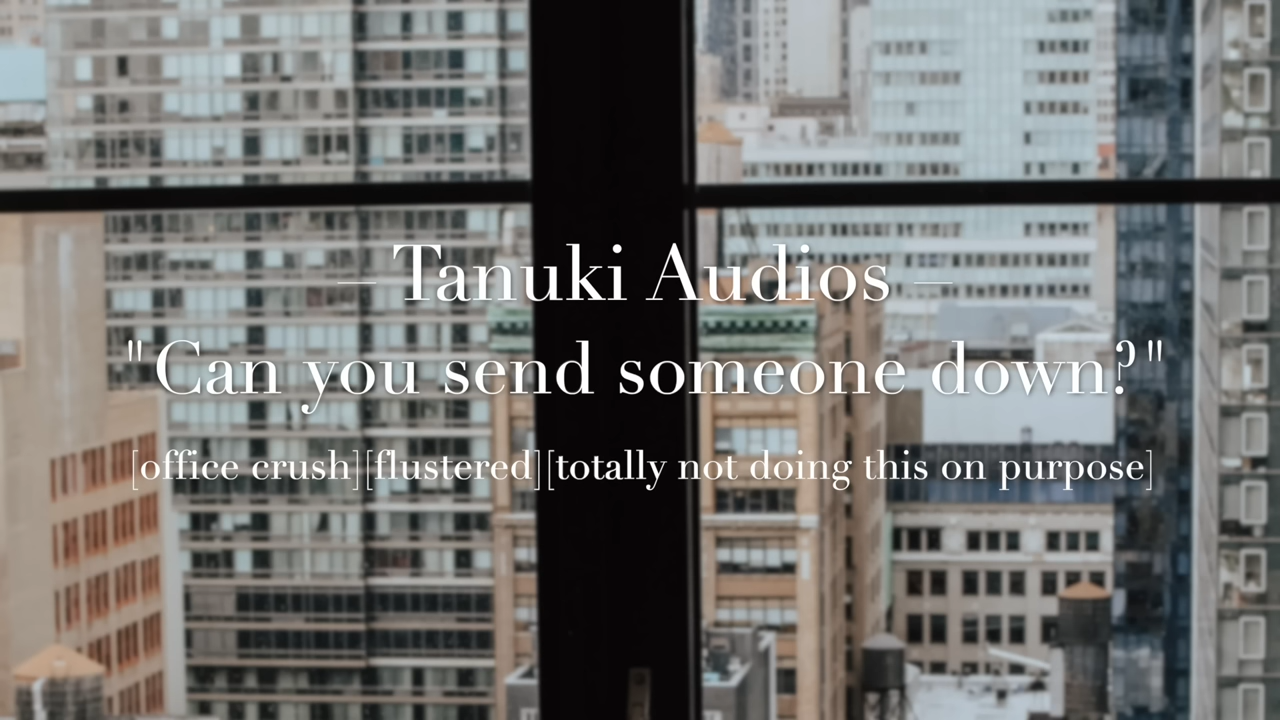 – Tanuki Audios –
"Can you send someone down?"
[office crush][flustered][totally not doing this on purpose]